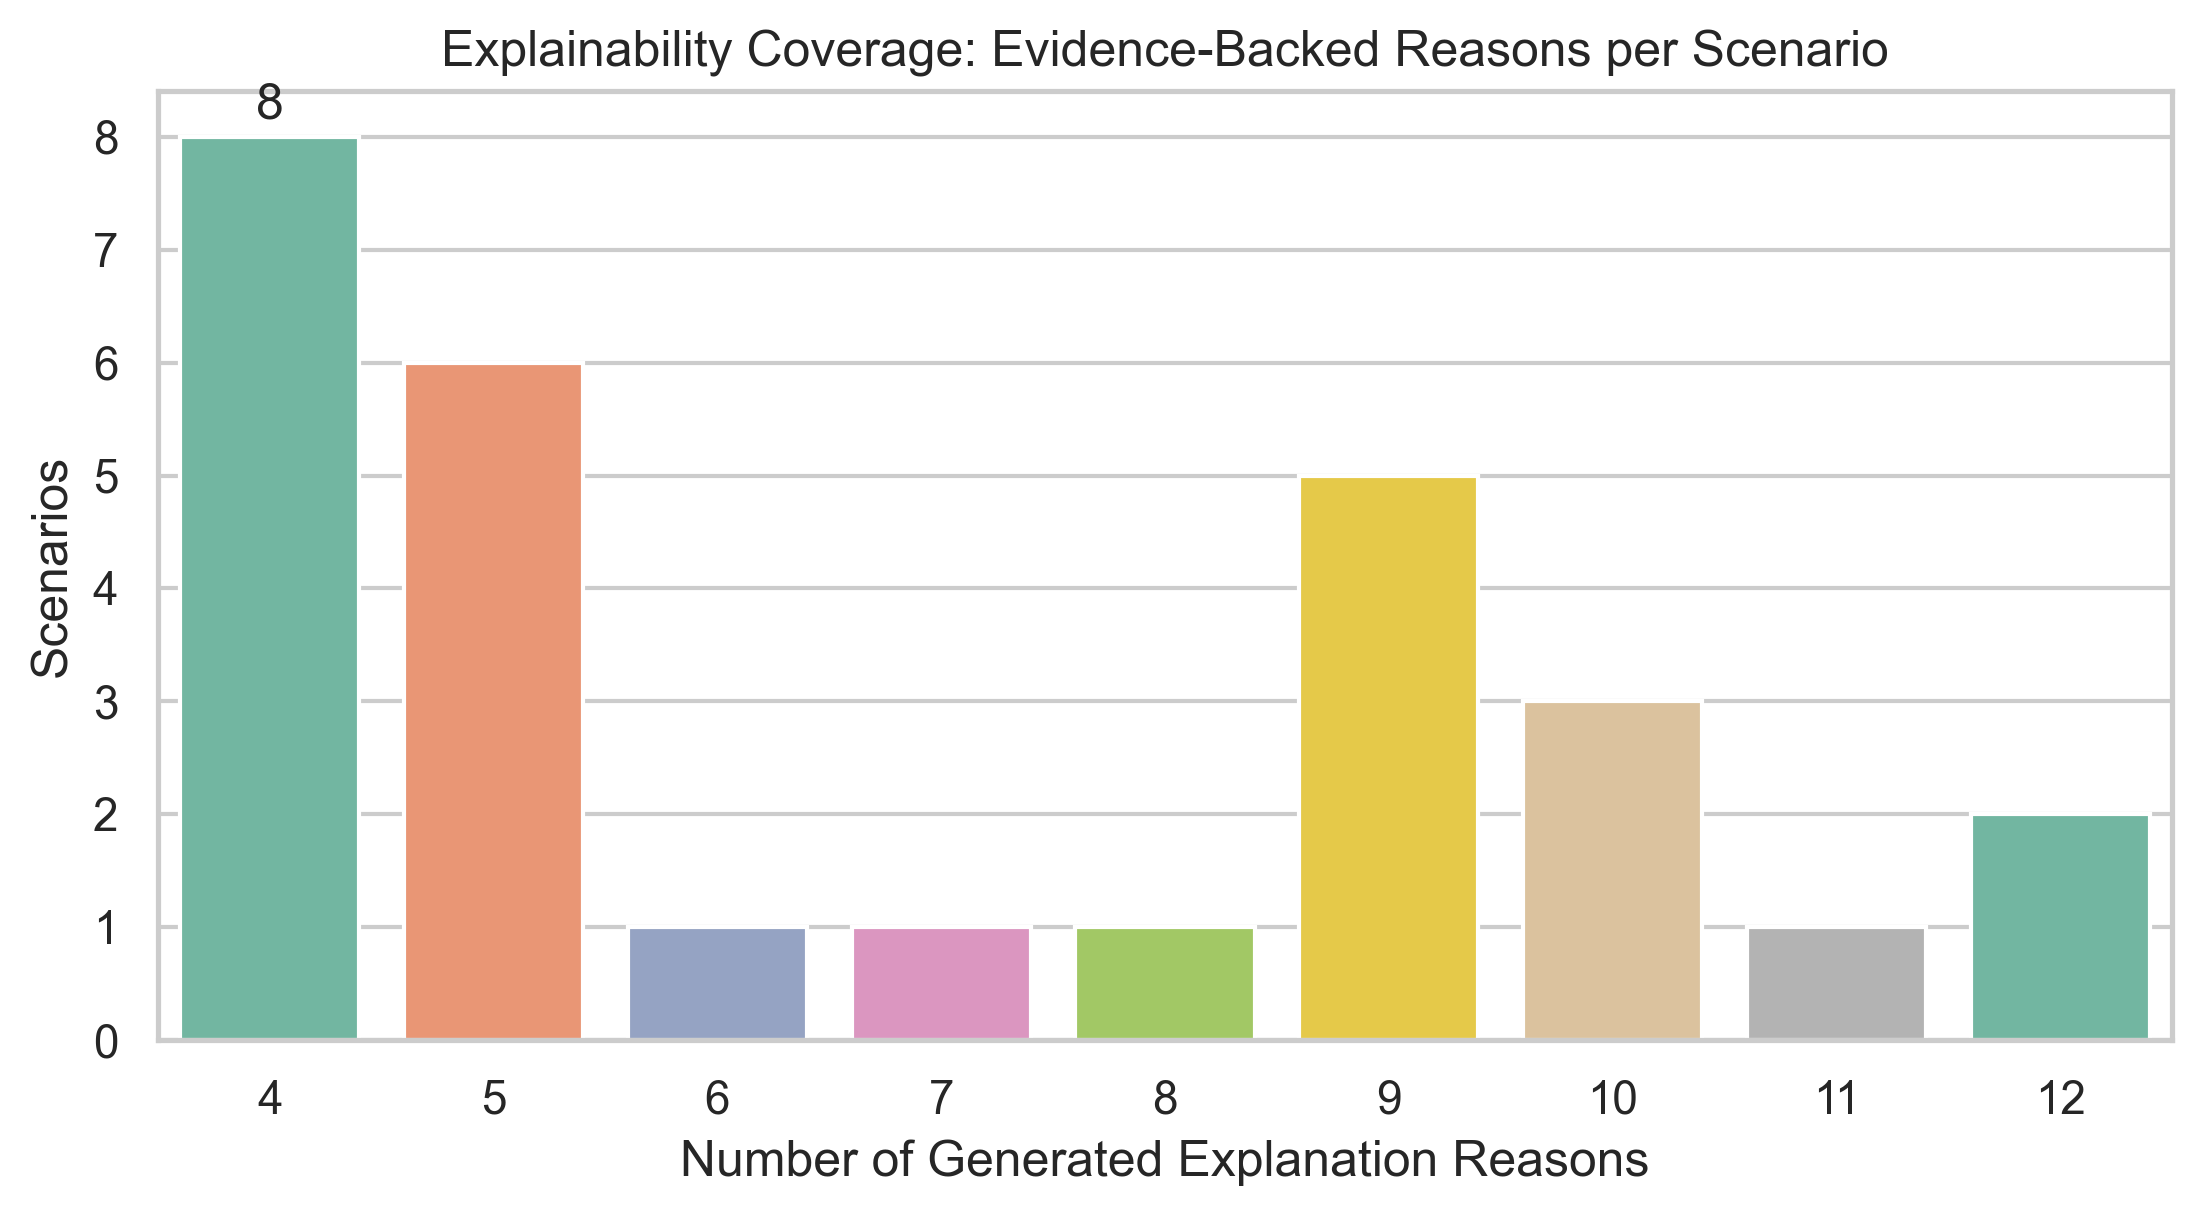 Explainability Coverage: Evidence-Backed Reasons per Scenario
8
8
7
6
5
4
3
2
1
0
Scenarios
4 5 6 7 8 9 10 11 12
Number of Generated Explanation Reasons